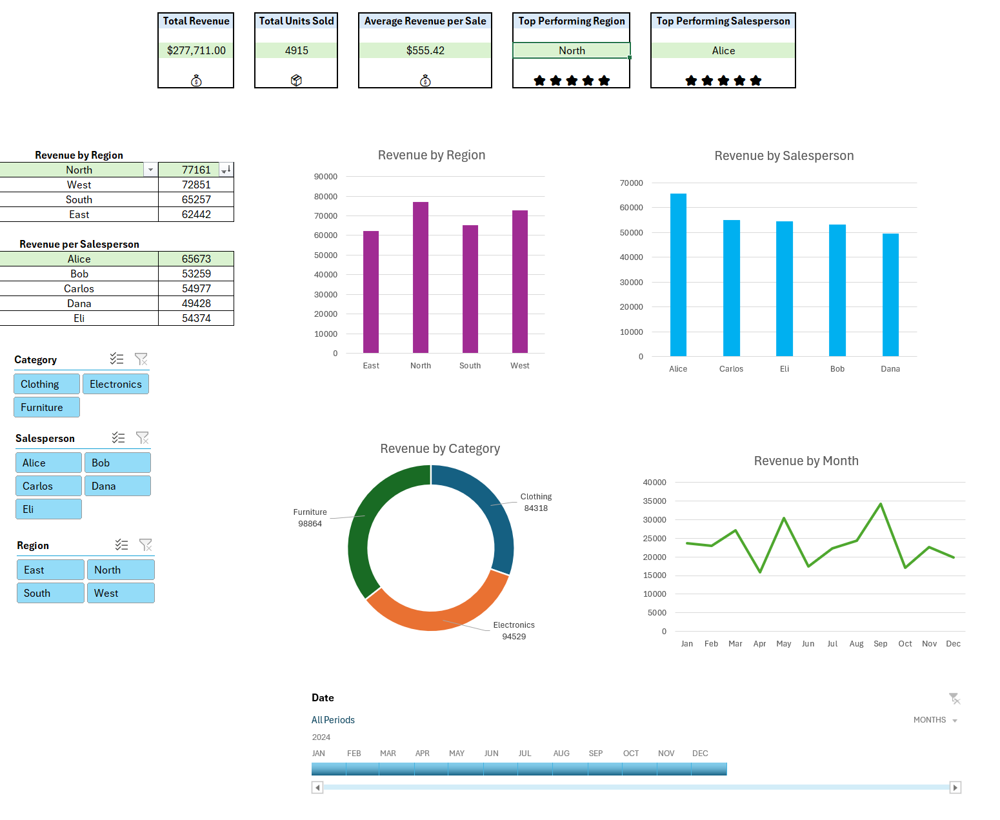 Total Revenue
$277,711.00
Total Units Sold
4915
Average Revenue per Sale
$555.42
Top Performing Region
North
Top Performing Salesperson
Alice
Revenue by Region
North 77161
West 72851
South 65257
East 62442
Revenue per Salesperson
Alice 65673
Bob 53259
Carlos 54977
Dana 49428
Eli 54374
Category
Clothing Electronics
Furniture
Salesperson
Alice Bob
Carlos Dana
Eli
Region
East North
South West
Revenue by Region
90000
80000
70000
60000
50000
40000
30000
20000
10000
0
East North South West
Revenue by Salesperson
70000
60000
50000
40000
30000
20000
10000
0
Alice Carlos Eli Bob Dana
Revenue by Category
Clothing
84318
Furniture
98864
Electronics
94529
Revenue by Month
40000
35000
30000
25000
20000
15000
10000
5000
0
Jan Feb Mar Apr May Jun Jul Aug Sep Oct Nov Dec
Date
All Periods MONTHS
2024
JAN FEB MAR APR MAY JUN JUL AUG SEP OCT NOV DEC